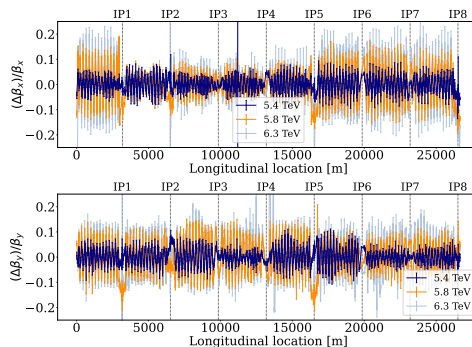 IP1 IP2 IP3 IP4 IP5 IP6 IP7 IP8
0.2
0.1
0.0
−0.1
−0.2
(Δβₓ)/βₓ
5.4 TeV
5.8 TeV
6.3 TeV
0 5000 10000 15000 20000 25000
Longitudinal location [m]
IP1 IP2 IP3 IP4 IP5 IP6 IP7 IP8
0.2
0.1
0.0
−0.1
−0.2
(Δβ_y)/β_y
5.4 TeV
5.8 TeV
6.3 TeV
0 5000 10000 15000 20000 25000
Longitudinal location [m]